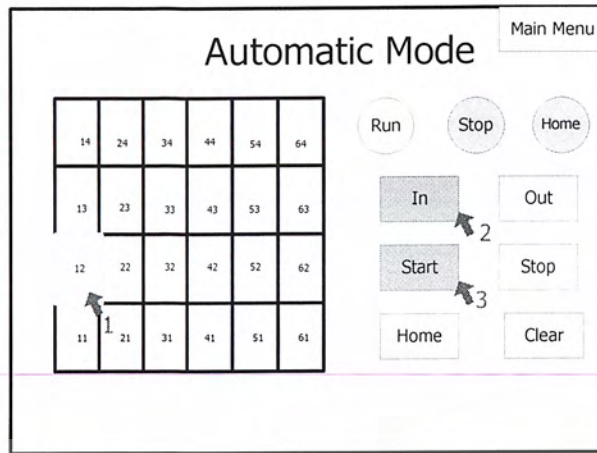 Main Menu
Automatic Mode
Run Stop Home
14 24 34 44 54 64
In Out
13 23 33 43 53 63
2
12 22 32 42 52 62
Start Stop
3
1
11 21 31 41 51 61
Home Clear